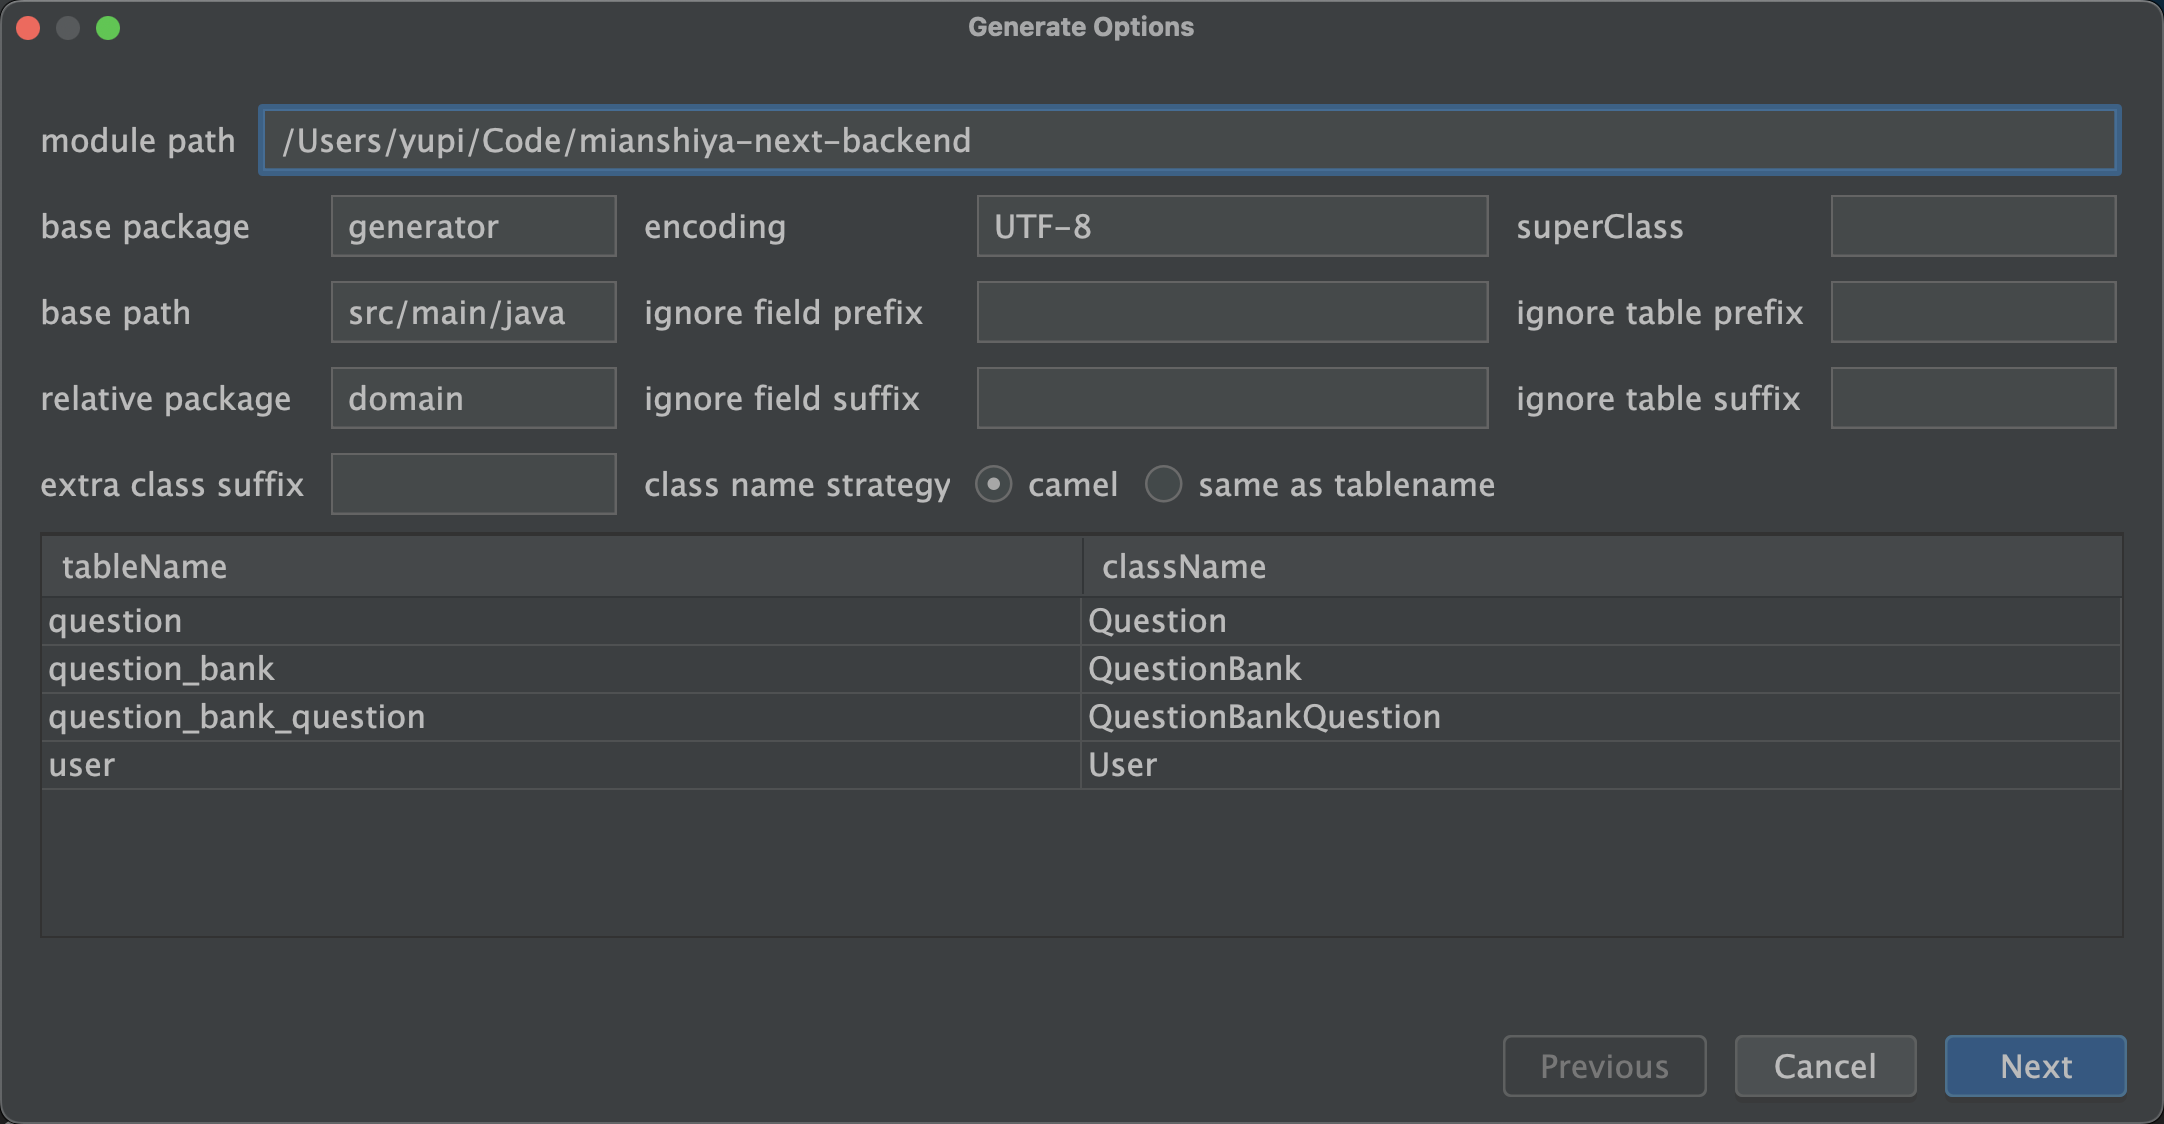 Generate Options
module path /Users/yupi/Code/mianshiya-next-backend
base package generator encoding UTF-8 superClass
base path src/main/java ignore field prefix ignore table prefix
relative package domain ignore field suffix ignore table suffix
extra class suffix class name strategy camel same as tablename
tableName className
question Question
question_bank QuestionBank
question_bank_question QuestionBankQuestion
user User
Previous Cancel Next